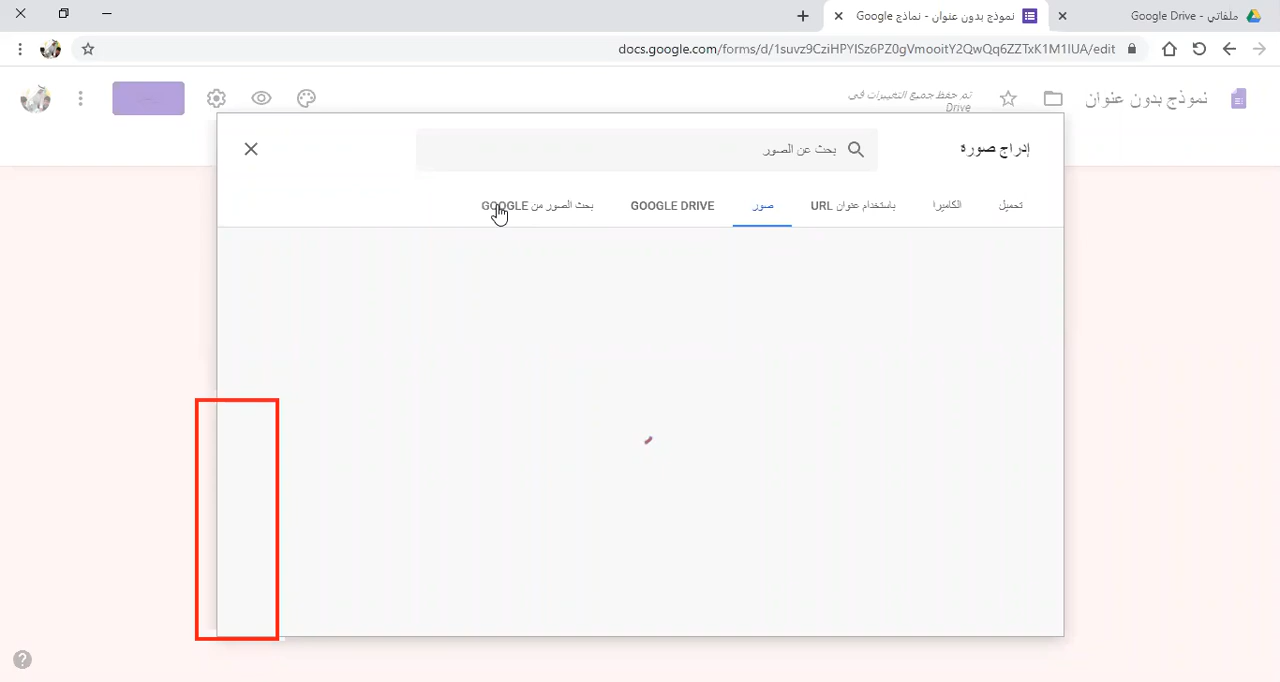 ملفاتي - Google Drive
نموذج بدون عنوان - نماذج Google
docs.google.com/forms/d/1suvz9CziHPYISz6PZ0gVmooitY2QwQq6ZZTxK1M1IUA/edit
نموذج بدون عنوان
تم حفظ جميع التغييرات في
Drive
إدراج صورة
بحث عن الصور
تحميل
الكاميرا
باستخدام عنوان URL
صور
GOOGLE DRIVE
بحث الصور من GOOGLE
?